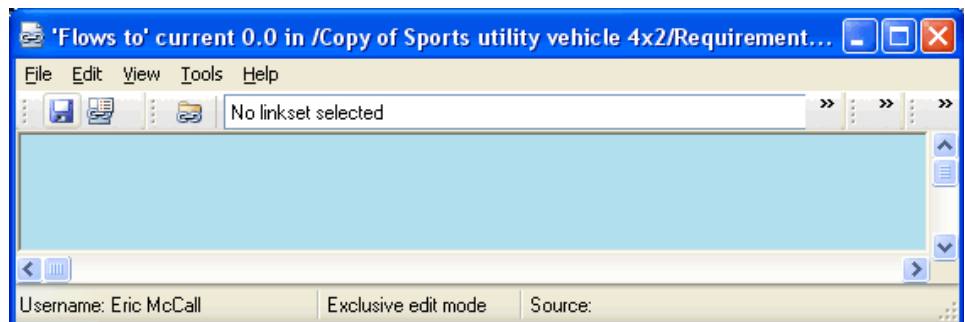 'Flows to' current 0.0 in /Copy of Sports utility vehicle 4x2/Requirement...
File Edit View Tools Help
No linkset selected
Username: Eric McCall Exclusive edit mode Source: